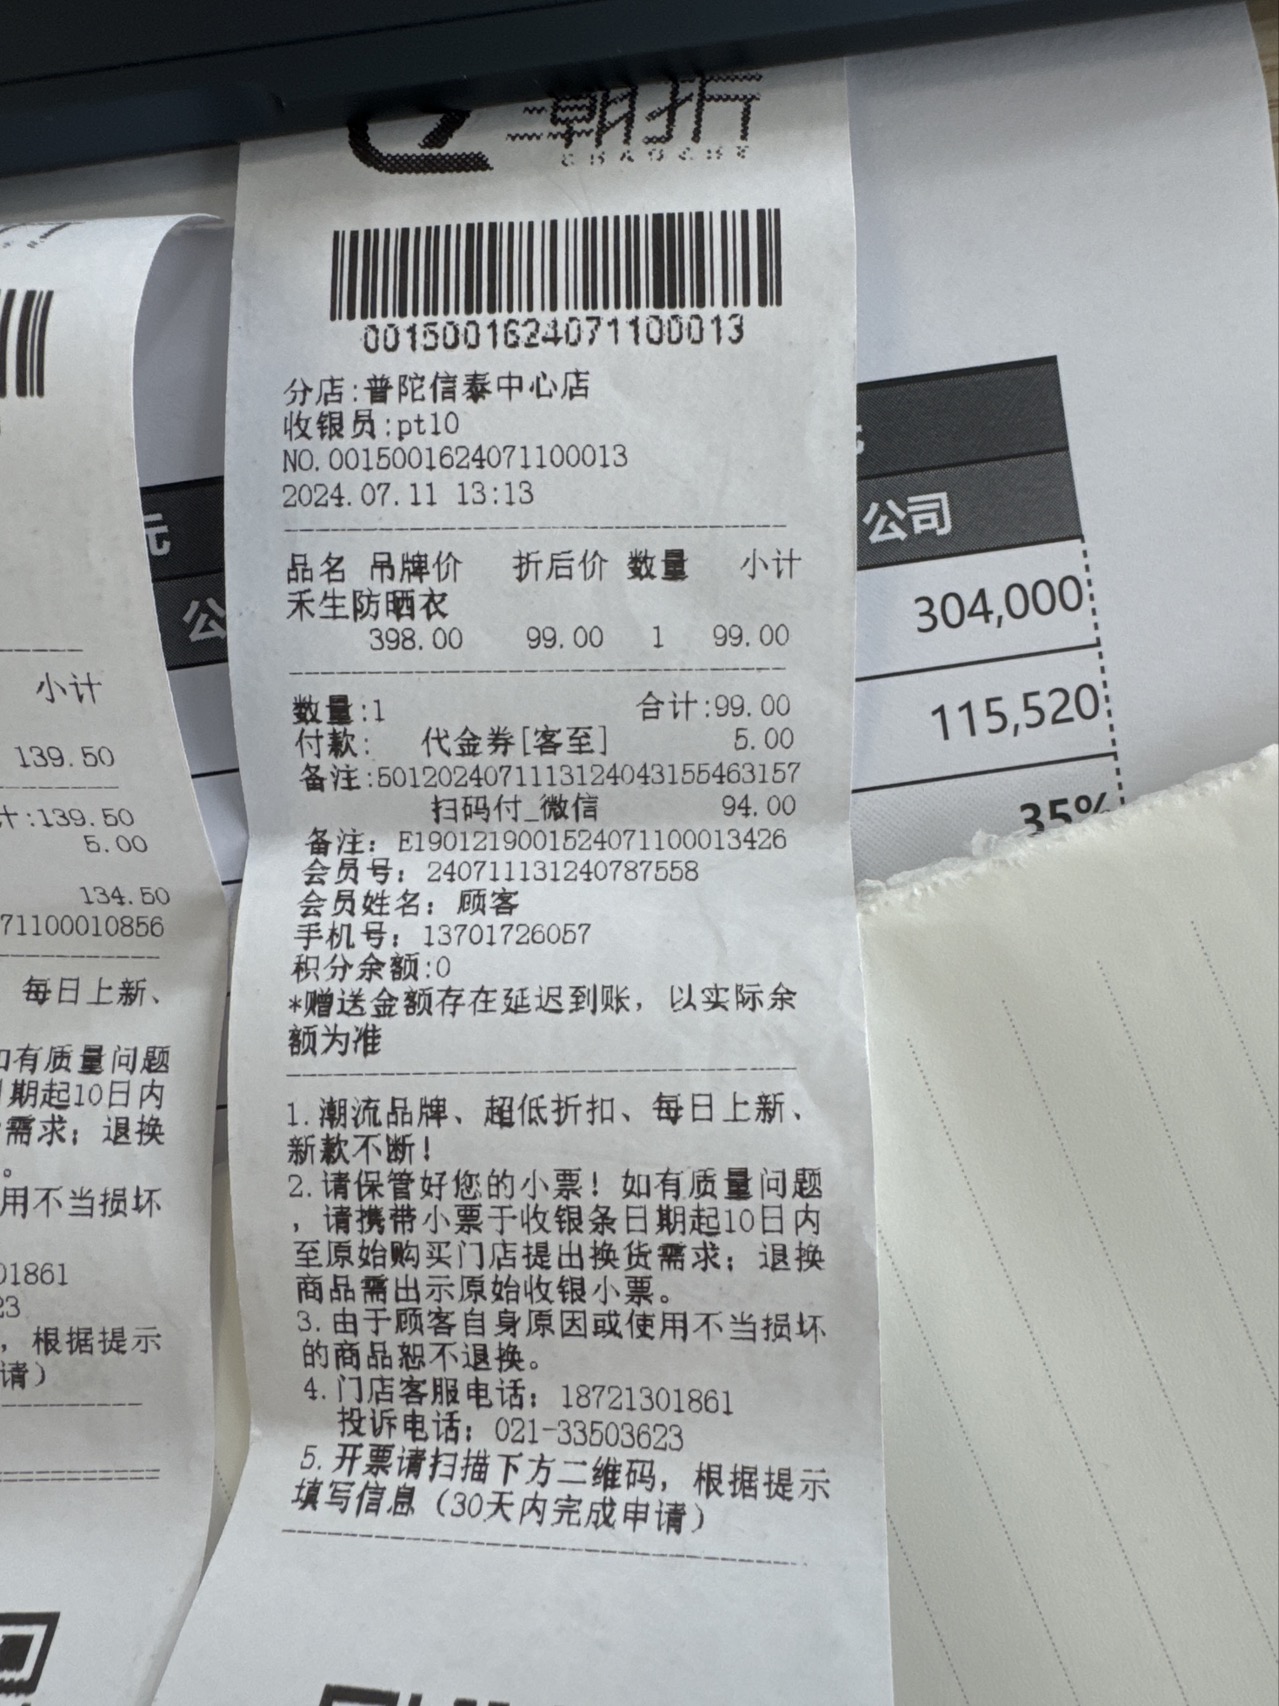 潮折
CHAOZHE
0015001624071100013
分店:普陀信泰中心店
收银员:pt10
NO.0015001624071100013
2024.07.11 13:13
品名 吊牌价 折后价 数量 小计
禾生防晒衣
398.00 99.00 1 99.00
数量:1 合计:99.00
付款: 代金券[客至] 5.00
备注:501202407111312404315546 3157
扫码付_微信 94.00
备注: E1901219001524071100013426
会员号: 240711131240787558
会员姓名: 顾客
手机号: 13701726057
积分余额:0
*赠送金额存在延迟到账，以实际余
额为准
1.潮流品牌、超低折扣、每日上新、
新款不断!
2.请保管好您的小票! 如有质量问题
，请携带小票于收银条日期起10日内
至原始购买门店提出换货需求；退换
商品需出示原始收银小票。
3.由于顾客自身原因或使用不当损坏
的商品恕不退换。
4.门店客服电话: 18721301861
投诉电话: 021-33503623
5.开票请扫描下方二维码，根据提示
填写信息（30天内完成申请）
小计
139.50
计:139.50
5.00
134.50
71100010856
每日上新、
如有质量问题
期起10日内
需求；退换
。
用不当损坏
01861
23
，根据提示
请）
元
公
公司
304,000
115,520
35%